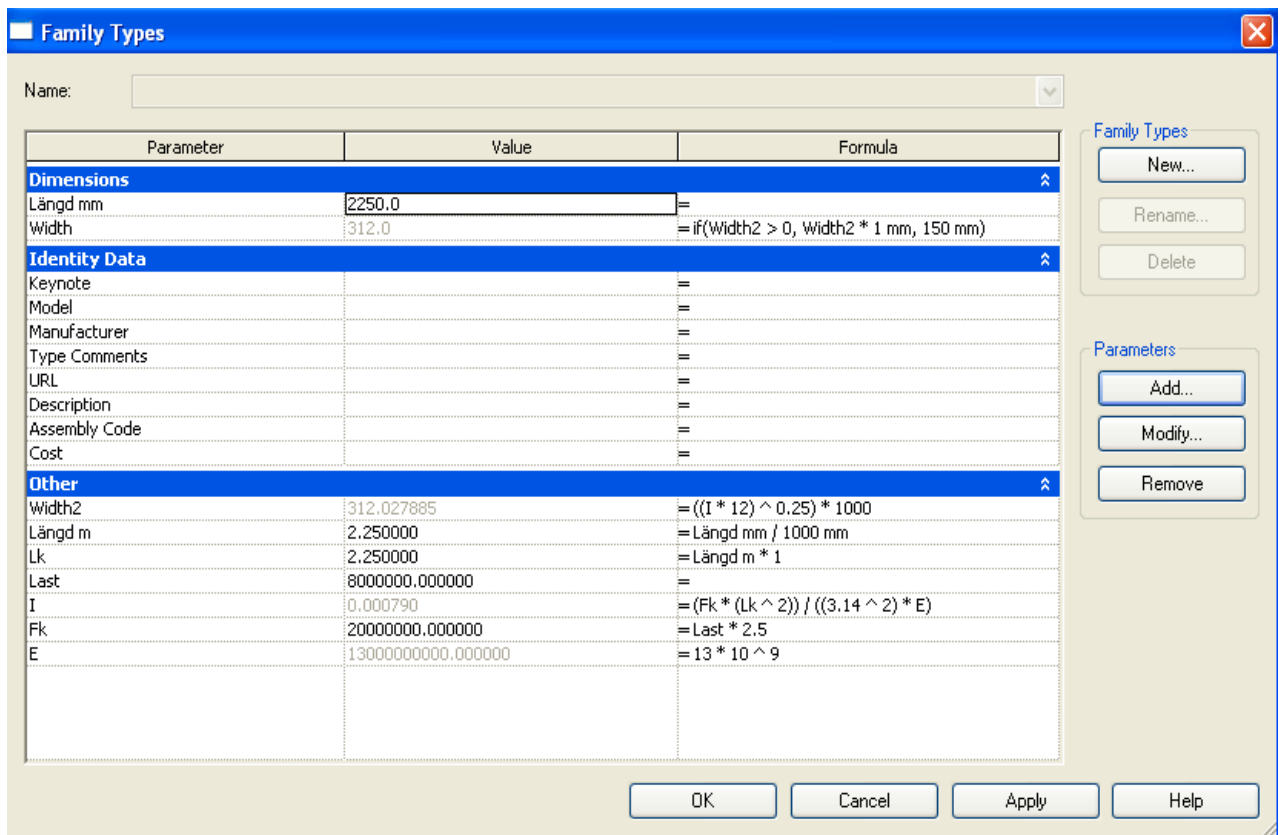 Family Types
Name:
Parameter Value Formula
Dimensions
Längd mm 2250.0 =
Width 312.0 = if(Width2 > 0, Width2 * 1 mm, 150 mm)
Identity Data
Keynote =
Model =
Manufacturer =
Type Comments =
URL =
Description =
Assembly Code =
Cost =
Other
Width2 312.027885 = ((I * 12) ^ 0.25) * 1000
Längd m 2.250000 = Längd mm / 1000 mm
Lk 2.250000 = Längd m * 1
Last 8000000.000000 =
I 0.000790 = (Fk * (Lk ^ 2)) / ((3.14 ^ 2) * E)
Fk 20000000.000000 = Last * 2.5
E 13000000000.000000 = 13 * 10 ^ 9
Family Types
New...
Rename...
Delete
Parameters
Add...
Modify...
Remove
OK Cancel Apply Help